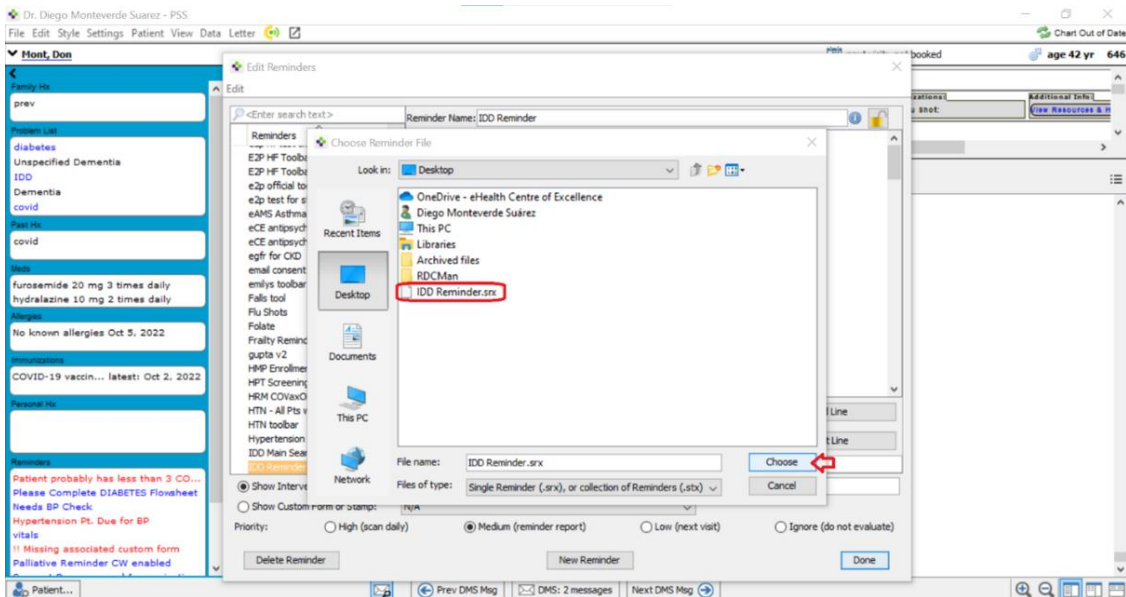 Dr. Diego Monteverde Suarez - PSS
File Edit Style Settings Patient View Data Letter
Chart Out of Date
Mont, Don
booked
age 42 yr 646
Family Hx
prev
Problem List
diabetes
Unspecified Dementia
IDD
Dementia
covid
Past Hx
covid
Meds
furosemide 20 mg 3 times daily
hydralazine 10 mg 2 times daily
Allergies
No known allergies Oct 5, 2022
Immunizations
COVID-19 vaccin... latest: Oct 2, 2022
Personal Hx
Reminders
Patient probably has less than 3 CO...
Please Complete DIABETES Flowsheet
Needs BP Check
Hypertension Pt. Due for BP
vitals
!! Missing associated custom form
Palliative Reminder CW enabled
Patient...
Edit Reminders
Edit
<Enter search text>
Reminder Name: IDD Reminder
Reminders
E2P HF Toolba
E2P HF Toolba
e2p official to
e2p test for s
eAMS Asthma
eCE antipsych
eCE antipsych
egfr for CKD
email consent
emilys toolbar
Falls tool
Flu Shots
Folate
Frailty Remind
gupta v2
HMP Enrollmer
HPT Screening
HRM COVaxO
HTN - All Pts v
HTN toolbar
Hypertension
IDD Main Sear
IDD Reminder
Choose Reminder File
Look in: Desktop
Recent Items
Desktop
Documents
This PC
Network
OneDrive - eHealth Centre of Excellence
Diego Monteverde Suárez
This PC
Libraries
Archived files
RDCMan
IDD Reminder.srx
File name: IDD Reminder.srx
Choose
Files of type: Single Reminder (.srx), or collection of Reminders (.stx)
Cancel
zations:
shot:
Additional Info:
View Resources & H
Line
t Line
Show Interve
Show Custom Form or Stamp: N/A
Priority: High (scan daily) Medium (reminder report) Low (next visit) Ignore (do not evaluate)
Delete Reminder
New Reminder
Done
Prev DMS Msg
DMS: 2 messages
Next DMS Msg